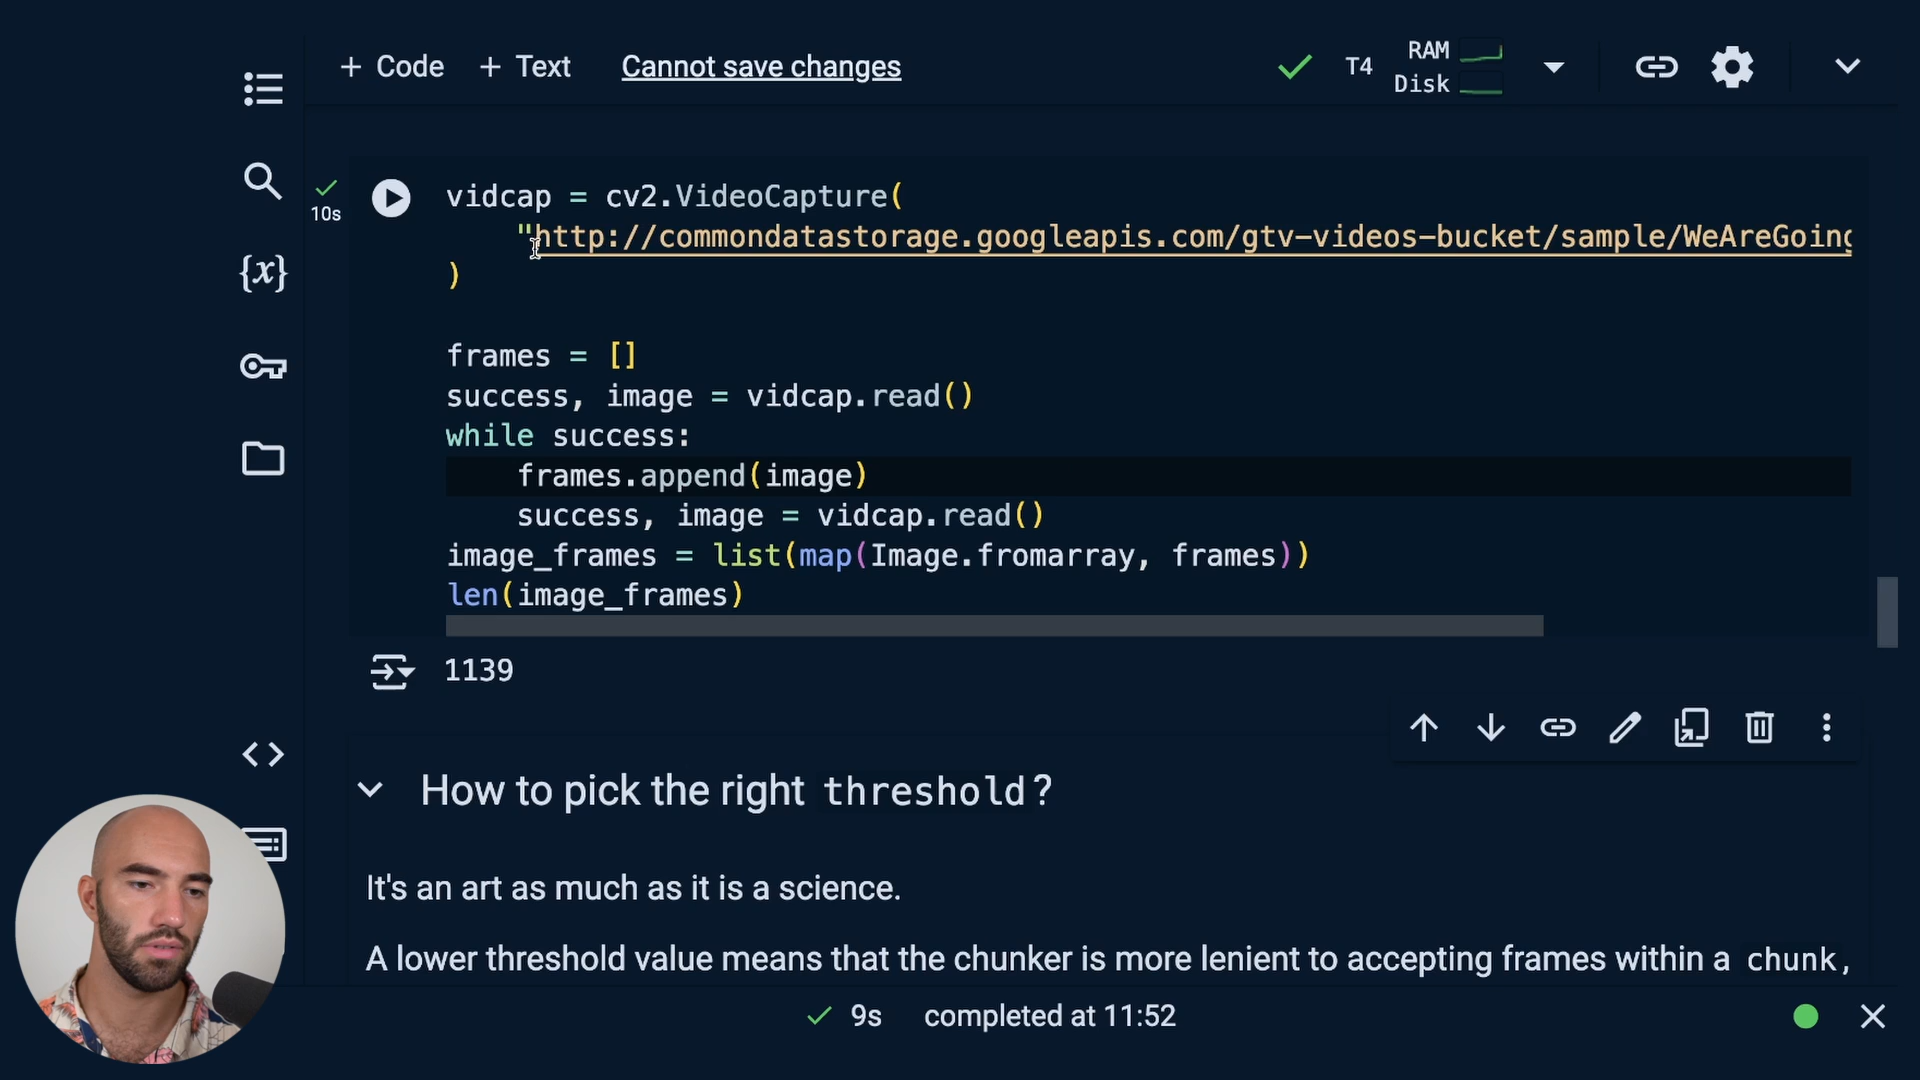 + Code + Text Cannot save changes T4 RAM Disk
{x}
10s
vidcap = cv2.VideoCapture(
"http://commondatastorage.googleapis.com/gtv-videos-bucket/sample/WeAreGoing
)
frames = []
success, image = vidcap.read()
while success:
frames.append(image)
success, image = vidcap.read()
image_frames = list(map(Image.fromarray, frames))
len(image_frames)
1139
How to pick the right threshold?
It's an art as much as it is a science.
A lower threshold value means that the chunker is more lenient to accepting frames within a chunk,
9s completed at 11:52